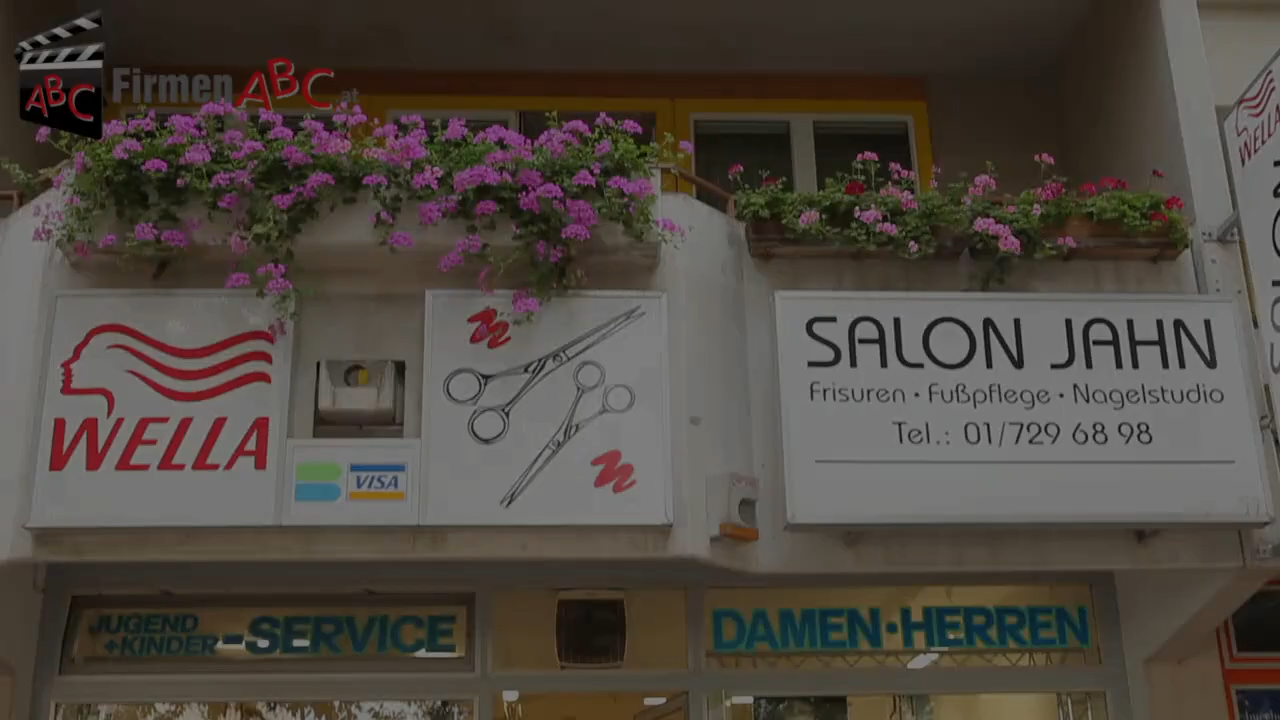 ABC FirmenABC.at
WELLA
VISA
SALON JAHN
Frisuren · Fußpflege · Nagelstudio
Tel.: 01/729 68 98
WELLA
JUGEND
+KINDER-SERVICE
DAMEN·HERREN